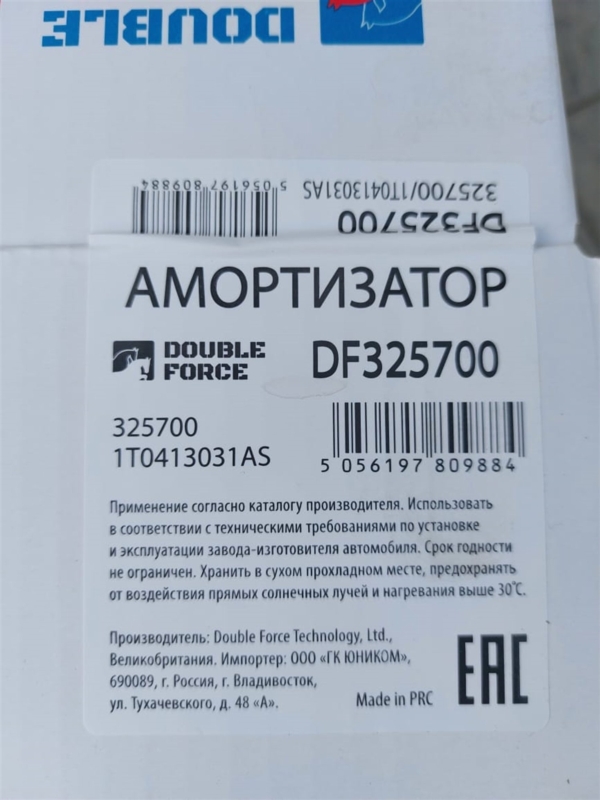 DOUBLE
5 056197 809884
325700/1T0413031AS
DF325700
АМОРТИЗАТОР
DOUBLE
FORCE
DF325700
325700
1T0413031AS
5 056197 809884
Применение согласно каталогу производителя. Использовать
в соответствии с техническими требованиями по установке
и эксплуатации завода-изготовителя автомобиля. Срок годности
не ограничен. Хранить в сухом прохладном месте, предохранять
от воздействия прямых солнечных лучей и нагревания выше 30℃.
Производитель: Double Force Technology, Ltd.,
Великобритания. Импортер: ООО «ГК ЮНИКОМ»,
690089, г. Россия, г. Владивосток,
ул. Тухачевского, д. 48 «А».
Made in PRC
EAC